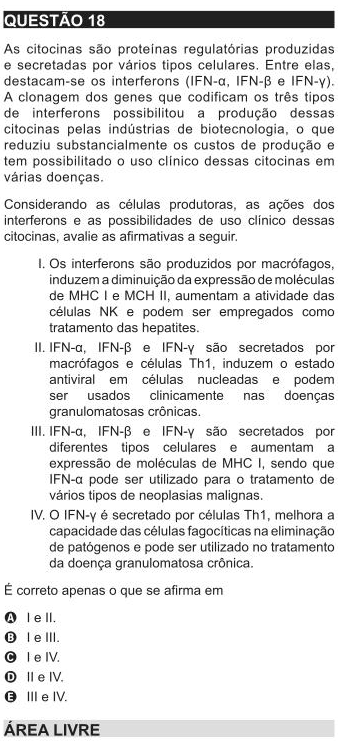 QUESTÃO 18
As citocinas são proteínas regulatórias produzidas
e secretadas por vários tipos celulares. Entre elas,
destacam-se os interferons (IFN-α, IFN-β e IFN-γ).
A clonagem dos genes que codificam os três tipos
de interferons possibilitou a produção dessas
citocinas pelas indústrias de biotecnologia, o que
reduziu substancialmente os custos de produção e
tem possibilitado o uso clínico dessas citocinas em
várias doenças.
Considerando as células produtoras, as ações dos
interferons e as possibilidades de uso clínico dessas
citocinas, avalie as afirmativas a seguir.
I. Os interferons são produzidos por macrófagos,
induzem a diminuição da expressão de moléculas
de MHC I e MCH II, aumentam a atividade das
células NK e podem ser empregados como
tratamento das hepatites.
II. IFN-α, IFN-β e IFN-γ são secretados por
macrófagos e células Th1, induzem o estado
antiviral em células nucleadas e podem
ser usados clinicamente nas doenças
granulomatosas crônicas.
III. IFN-α, IFN-β e IFN-γ são secretados por
diferentes tipos celulares e aumentam a
expressão de moléculas de MHC I, sendo que
IFN-α pode ser utilizado para o tratamento de
vários tipos de neoplasias malignas.
IV. O IFN-γ é secretado por células Th1, melhora a
capacidade das células fagocíticas na eliminação
de patógenos e pode ser utilizado no tratamento
da doença granulomatosa crônica.
É correto apenas o que se afirma em
A I e II.
B I e III.
C I e IV.
D II e IV.
E III e IV.
ÁREA LIVRE